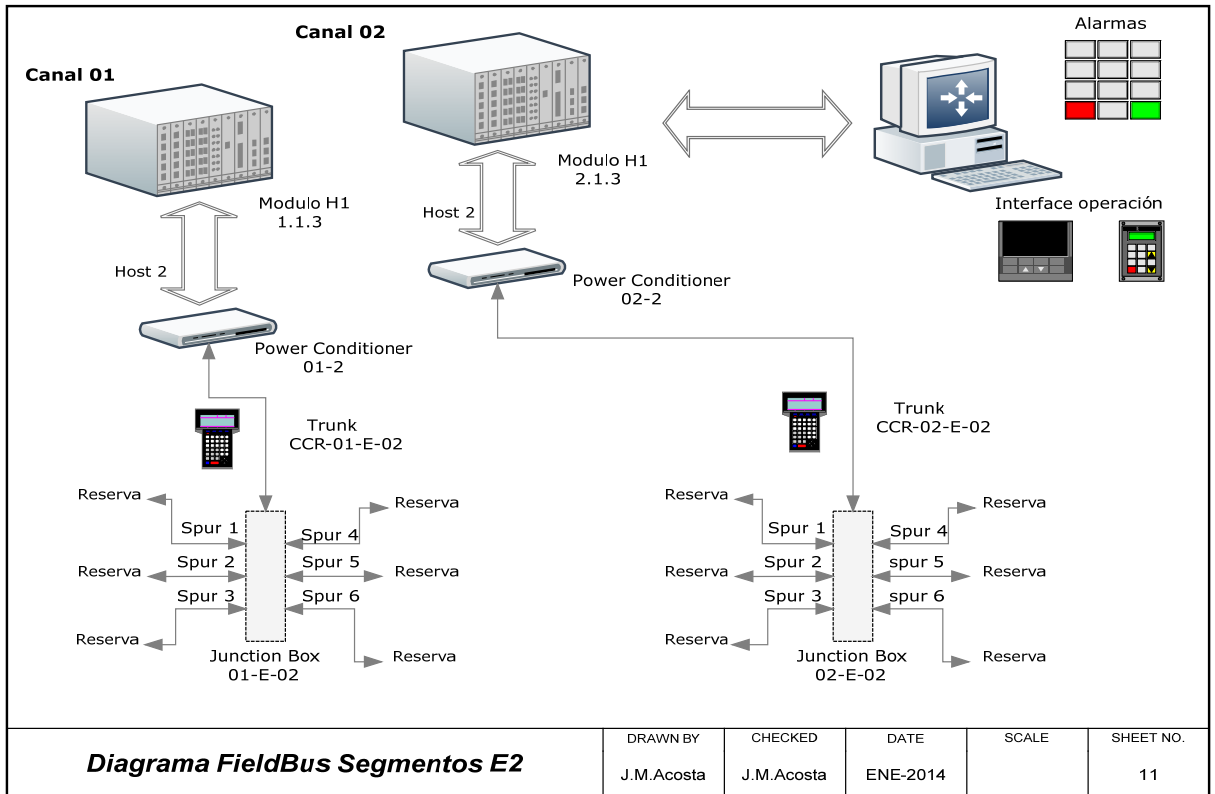 Canal 01
Canal 02
Alarmas
Modulo H1
1.1.3
Modulo H1
2.1.3
Interface operación
Host 2
Host 2
Power Conditioner
01-2
Power Conditioner
02-2
Trunk
CCR-01-E-02
Trunk
CCR-02-E-02
Reserva
Spur 1
Spur 4
Reserva
Reserva
Spur 2
Spur 5
Reserva
Reserva
Spur 3
Spur 6
Reserva
Junction Box
01-E-02
Reserva
Spur 1
Spur 4
Reserva
Reserva
Spur 2
spur 5
Reserva
Reserva
Spur 3
spur 6
Reserva
Junction Box
02-E-02
Diagrama FieldBus Segmentos E2
DRAWN BY
J.M.Acosta
CHECKED
J.M.Acosta
DATE
ENE-2014
SCALE
SHEET NO.
11